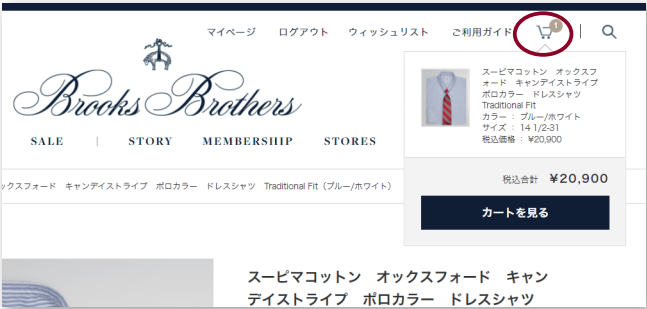 マイページ ログアウト ウィッシュリスト ご利用ガイド 1
Brooks Brothers
SALE | STORY MEMBERSHIP STORES
スーピマコットン オックスフ
ォード キャンデイストライプ
ポロカラー ドレスシャツ
Traditional Fit
カラー : ブルー/ホワイト
サイズ : 14 1/2-31
税込価格 : ¥20,900
税込合計 ¥20,900
カートを見る
ックスフォード キャンデイストライプ ポロカラー ドレスシャツ Traditional Fit（ブルー/ホワイト）
スーピマコットン オックスフォード キャン
デイストライプ ポロカラー ドレスシャツ